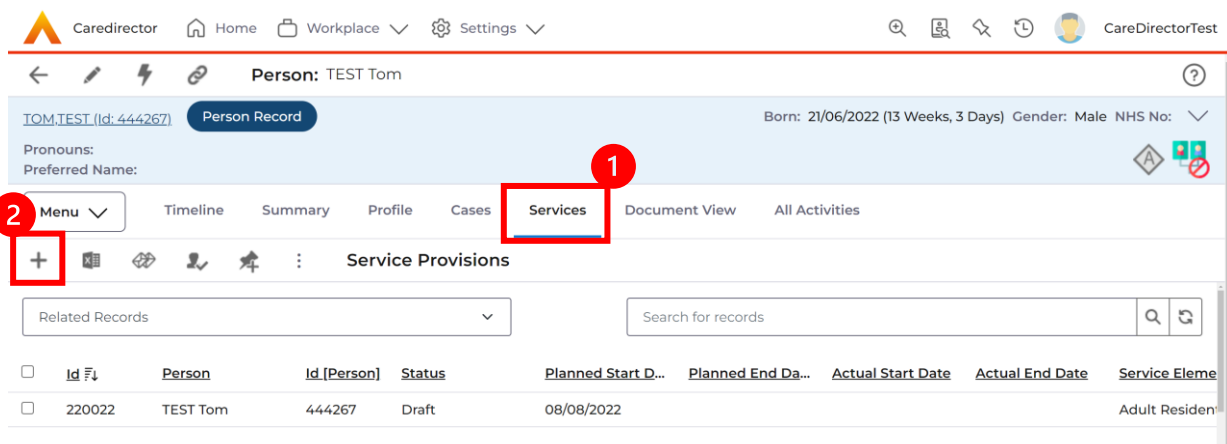 Caredirector Home Workplace Settings CareDirectorTest
Person: TEST Tom ?
TOM,TEST (Id: 444267) Person Record Born: 21/06/2022 (13 Weeks, 3 Days) Gender: Male NHS No:
Pronouns:
Preferred Name:
A
1
2
Menu Timeline Summary Profile Cases Services Document View All Activities
Service Provisions
Related Records Search for records
Id Person Id [Person] Status Planned Start D... Planned End Da... Actual Start Date Actual End Date Service Eleme
220022 TEST Tom 444267 Draft 08/08/2022 Adult Resident